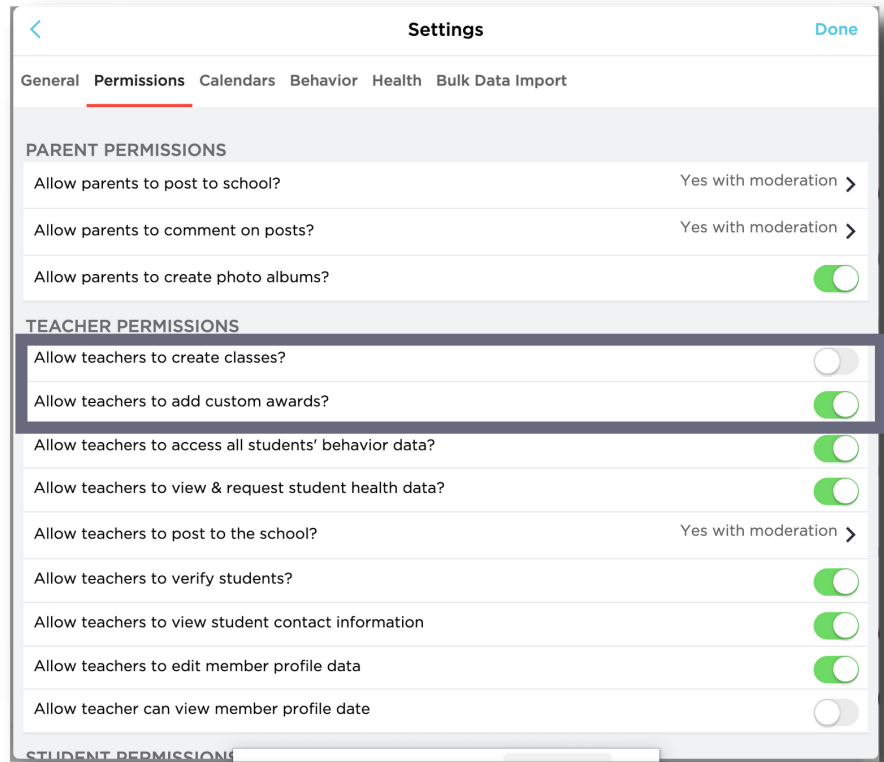 Settings
Done
General Permissions Calendars Behavior Health Bulk Data Import
PARENT PERMISSIONS
Allow parents to post to school? Yes with moderation
Allow parents to comment on posts? Yes with moderation
Allow parents to create photo albums?
TEACHER PERMISSIONS
Allow teachers to create classes?
Allow teachers to add custom awards?
Allow teachers to access all students' behavior data?
Allow teachers to view & request student health data?
Allow teachers to post to the school? Yes with moderation
Allow teachers to verify students?
Allow teachers to view student contact information
Allow teachers to edit member profile data
Allow teacher can view member profile date
STUDENT PERMISSIONS